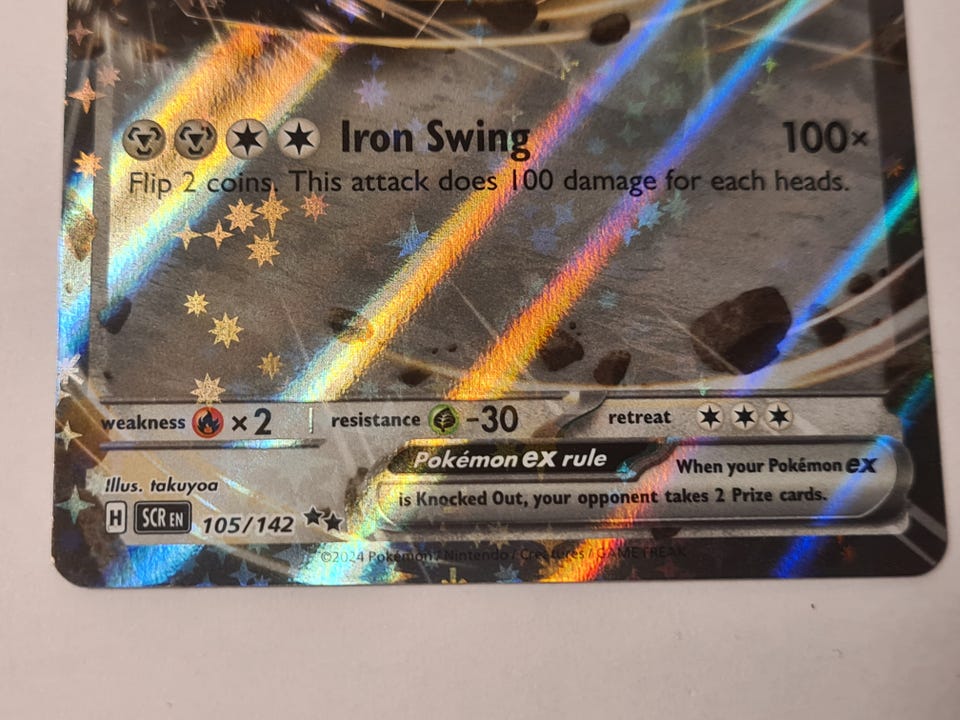 Iron Swing 100×
Flip 2 coins. This attack does 100 damage for each heads.
weakness ×2 resistance -30 retreat
Pokémon ex rule When your Pokémon ex
is Knocked Out, your opponent takes 2 Prize cards.
Illus. takuyoa
H SCR EN 105/142
©2024 Pokémon / Nintendo / Creatures / GAME FREAK